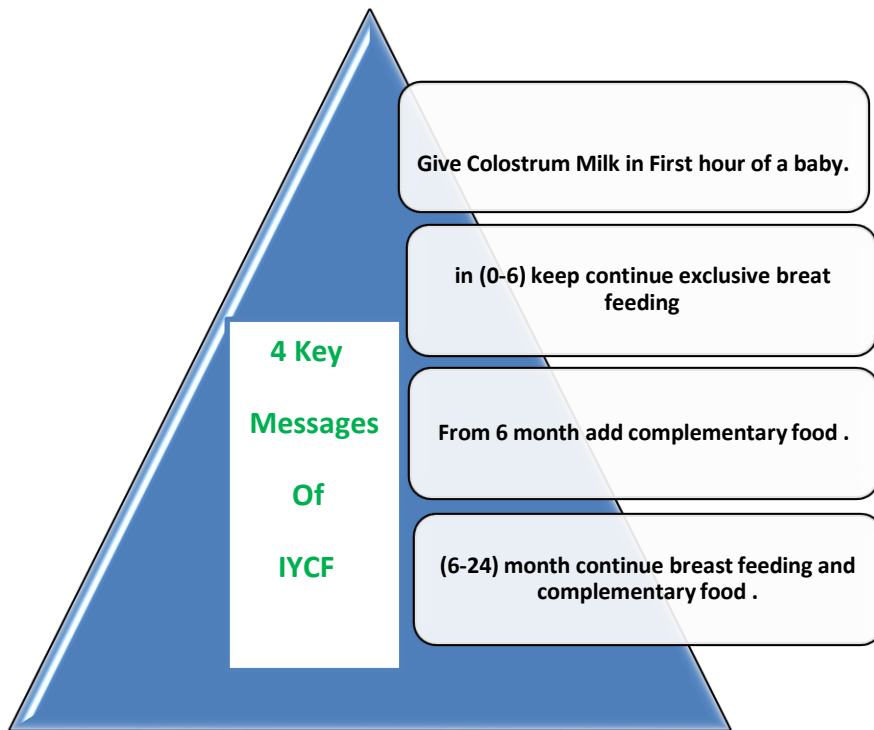 Give Colostrum Milk in First hour of a baby.
in (0-6) keep continue exclusive breat
feeding
From 6 month add complementary food .
(6-24) month continue breast feeding and
complementary food .
4 Key
Messages
Of
IYCF